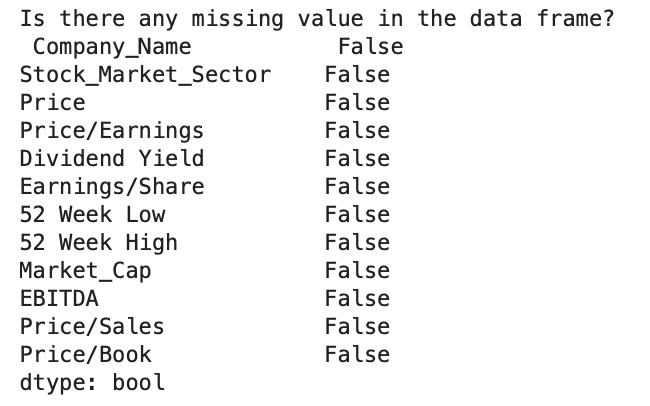 Is there any missing value in the data frame?
 Company_Name           False
Stock_Market_Sector    False
Price                  False
Price/Earnings         False
Dividend Yield         False
Earnings/Share         False
52 Week Low            False
52 Week High           False
Market_Cap             False
EBITDA                 False
Price/Sales            False
Price/Book             False
dtype: bool